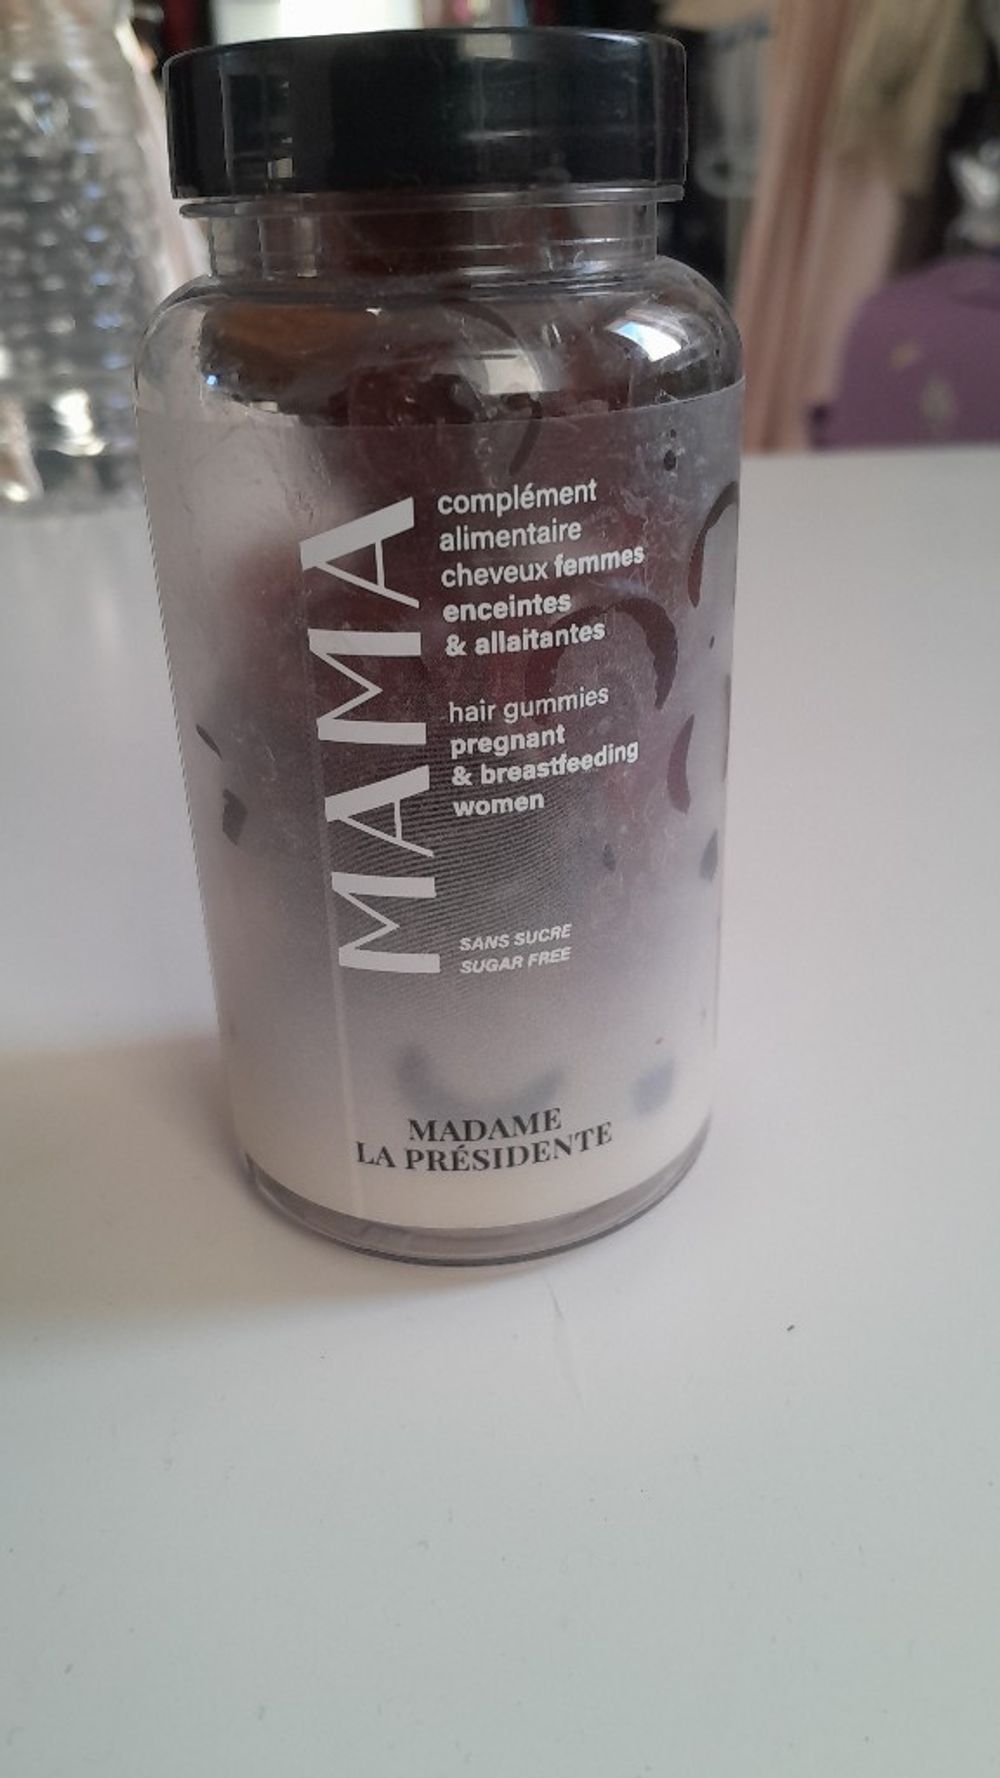 MAMA
complément
alimentaire
cheveux femmes
enceintes
& allaitantes
hair gummies
pregnant
& breastfeeding
women
SANS SUCRE
SUGAR FREE
MADAME
LA PRÉSIDENTE